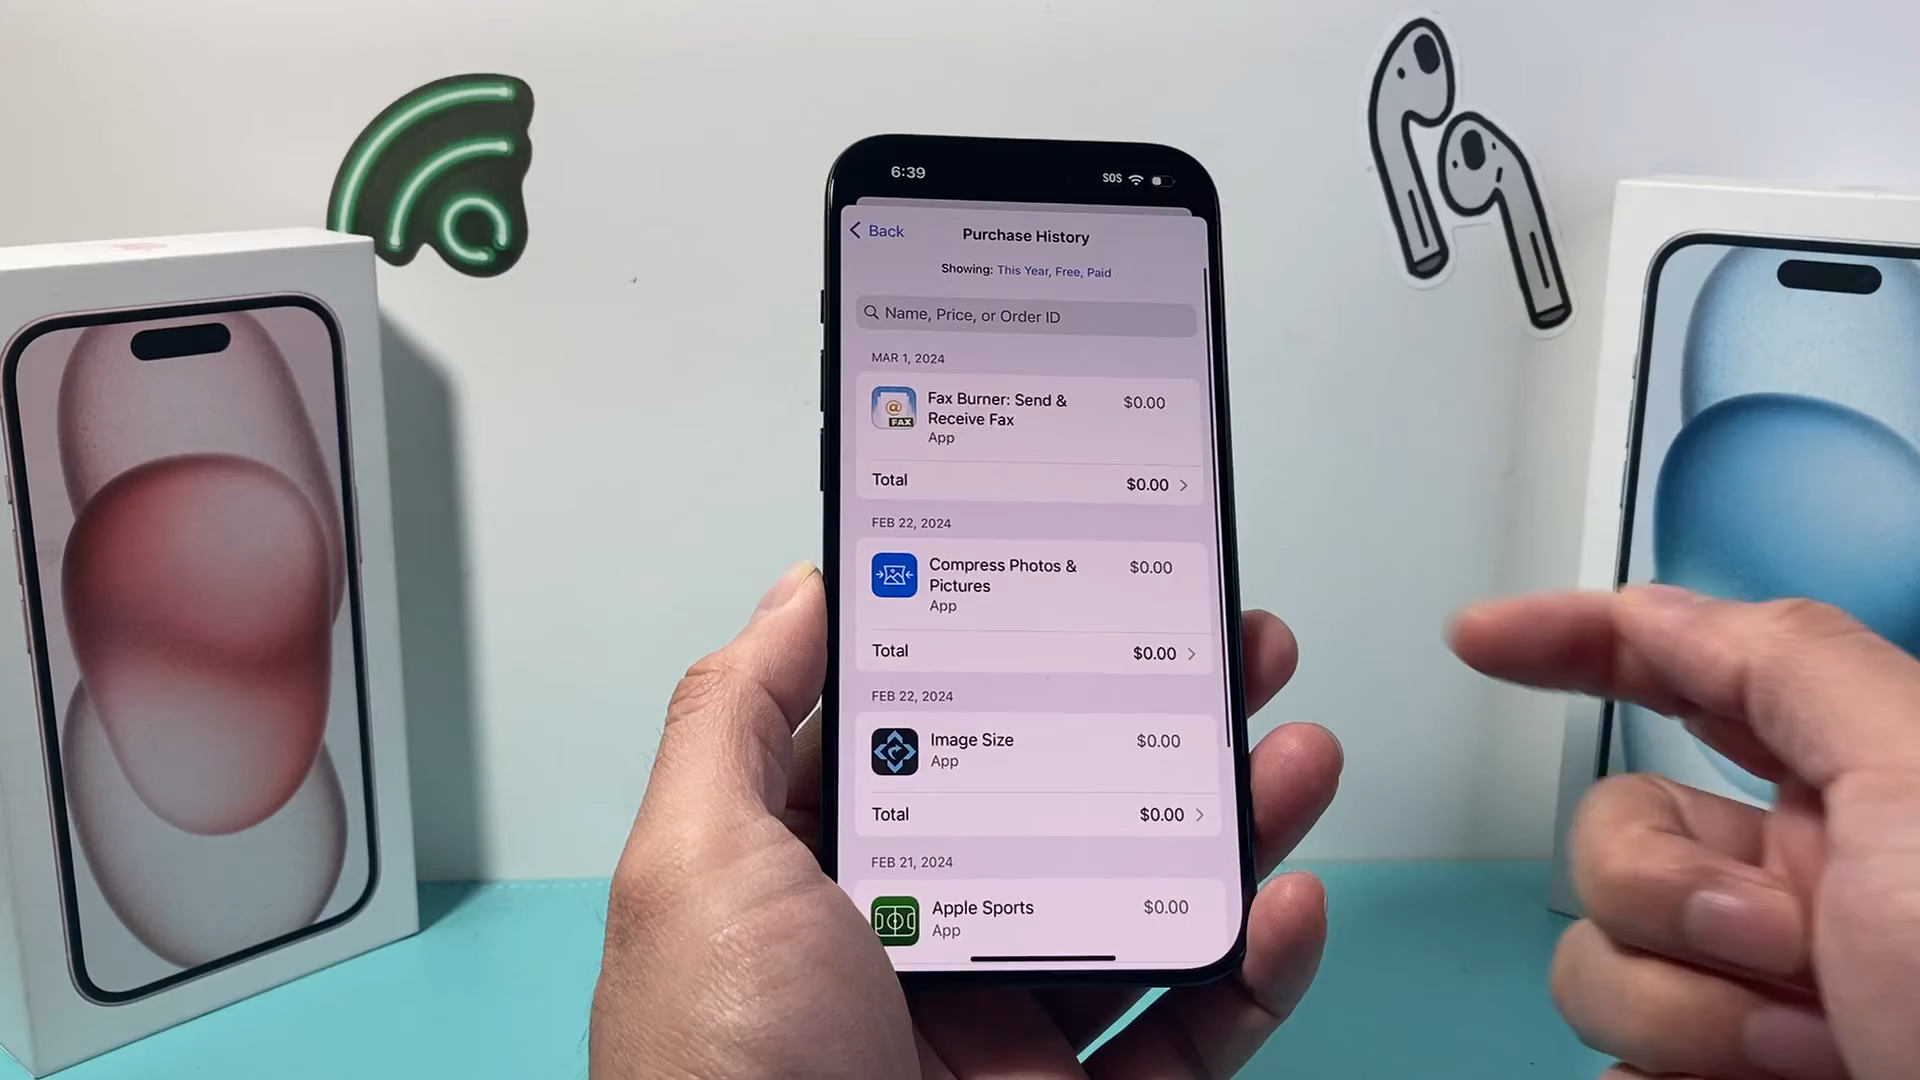 6:39
SOS
Back
Purchase History
Showing: This Year, Free, Paid
Name, Price, or Order ID
MAR 1, 2024
@
FAX
Fax Burner: Send &
Receive Fax
App
$0.00
Total
$0.00
FEB 22, 2024
Compress Photos &
Pictures
App
$0.00
Total
$0.00
FEB 22, 2024
Image Size
App
$0.00
Total
$0.00
FEB 21, 2024
Apple Sports
App
$0.00